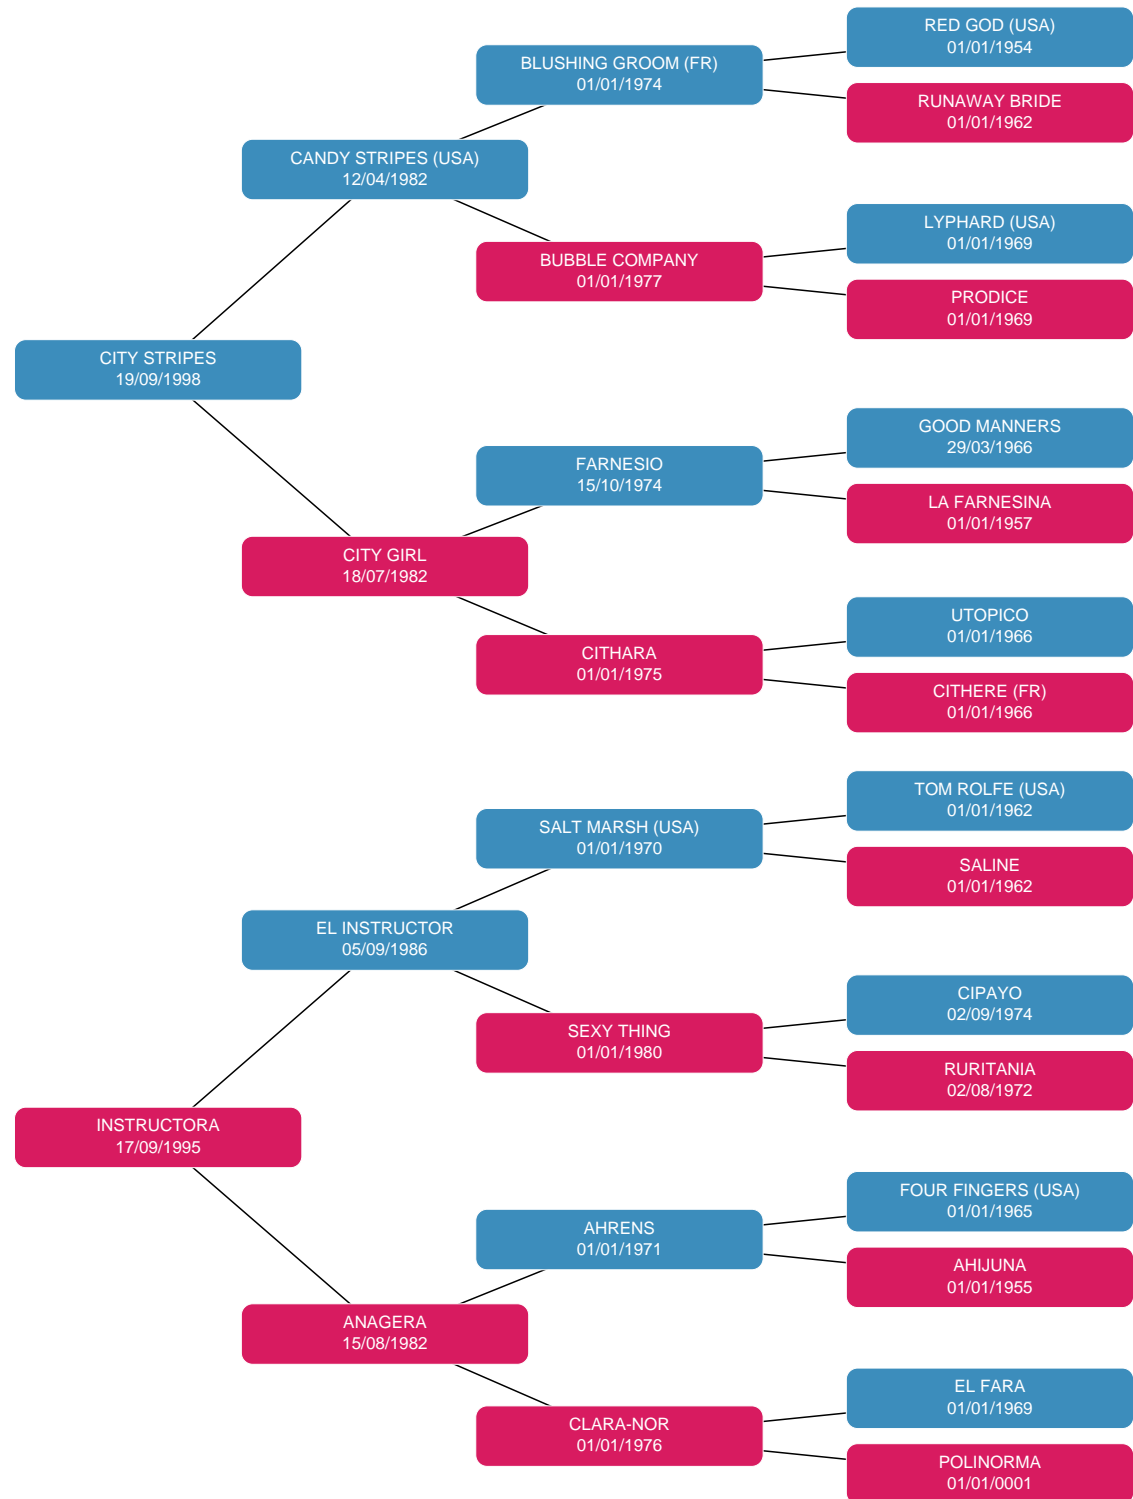 RED GOD (USA)
01/01/1954
BLUSHING GROOM (FR)
01/01/1974
RUNAWAY BRIDE
01/01/1962
CANDY STRIPES (USA)
12/04/1982
LYPHARD (USA)
01/01/1969
BUBBLE COMPANY
01/01/1977
PRODICE
01/01/1969
CITY STRIPES
19/09/1998
GOOD MANNERS
29/03/1966
FARNESIO
15/10/1974
LA FARNESINA
01/01/1957
CITY GIRL
18/07/1982
UTOPICO
01/01/1966
CITHARA
01/01/1975
CITHERE (FR)
01/01/1966
TOM ROLFE (USA)
01/01/1962
SALT MARSH (USA)
01/01/1970
SALINE
01/01/1962
EL INSTRUCTOR
05/09/1986
CIPAYO
02/09/1974
SEXY THING
01/01/1980
RURITANIA
02/08/1972
INSTRUCTORA
17/09/1995
FOUR FINGERS (USA)
01/01/1965
AHRENS
01/01/1971
AHIJUNA
01/01/1955
ANAGERA
15/08/1982
EL FARA
01/01/1969
CLARA-NOR
01/01/1976
POLINORMA
01/01/0001